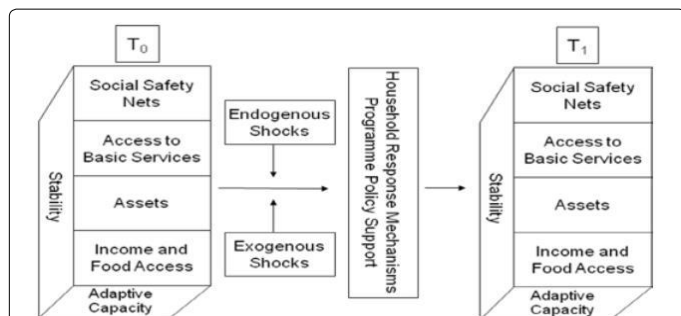 T0
Social Safety
Nets
Access to
Basic Services
Assets
Income and
Food Access
Stability
Adaptive
Capacity
Endogenous
Shocks
Exogenous
Shocks
Household Response Mechanisms
Programme Policy Support
T1
Social Safety
Nets
Access to
Basic Services
Assets
Income and
Food Access
Stability
Adaptive
Capacity